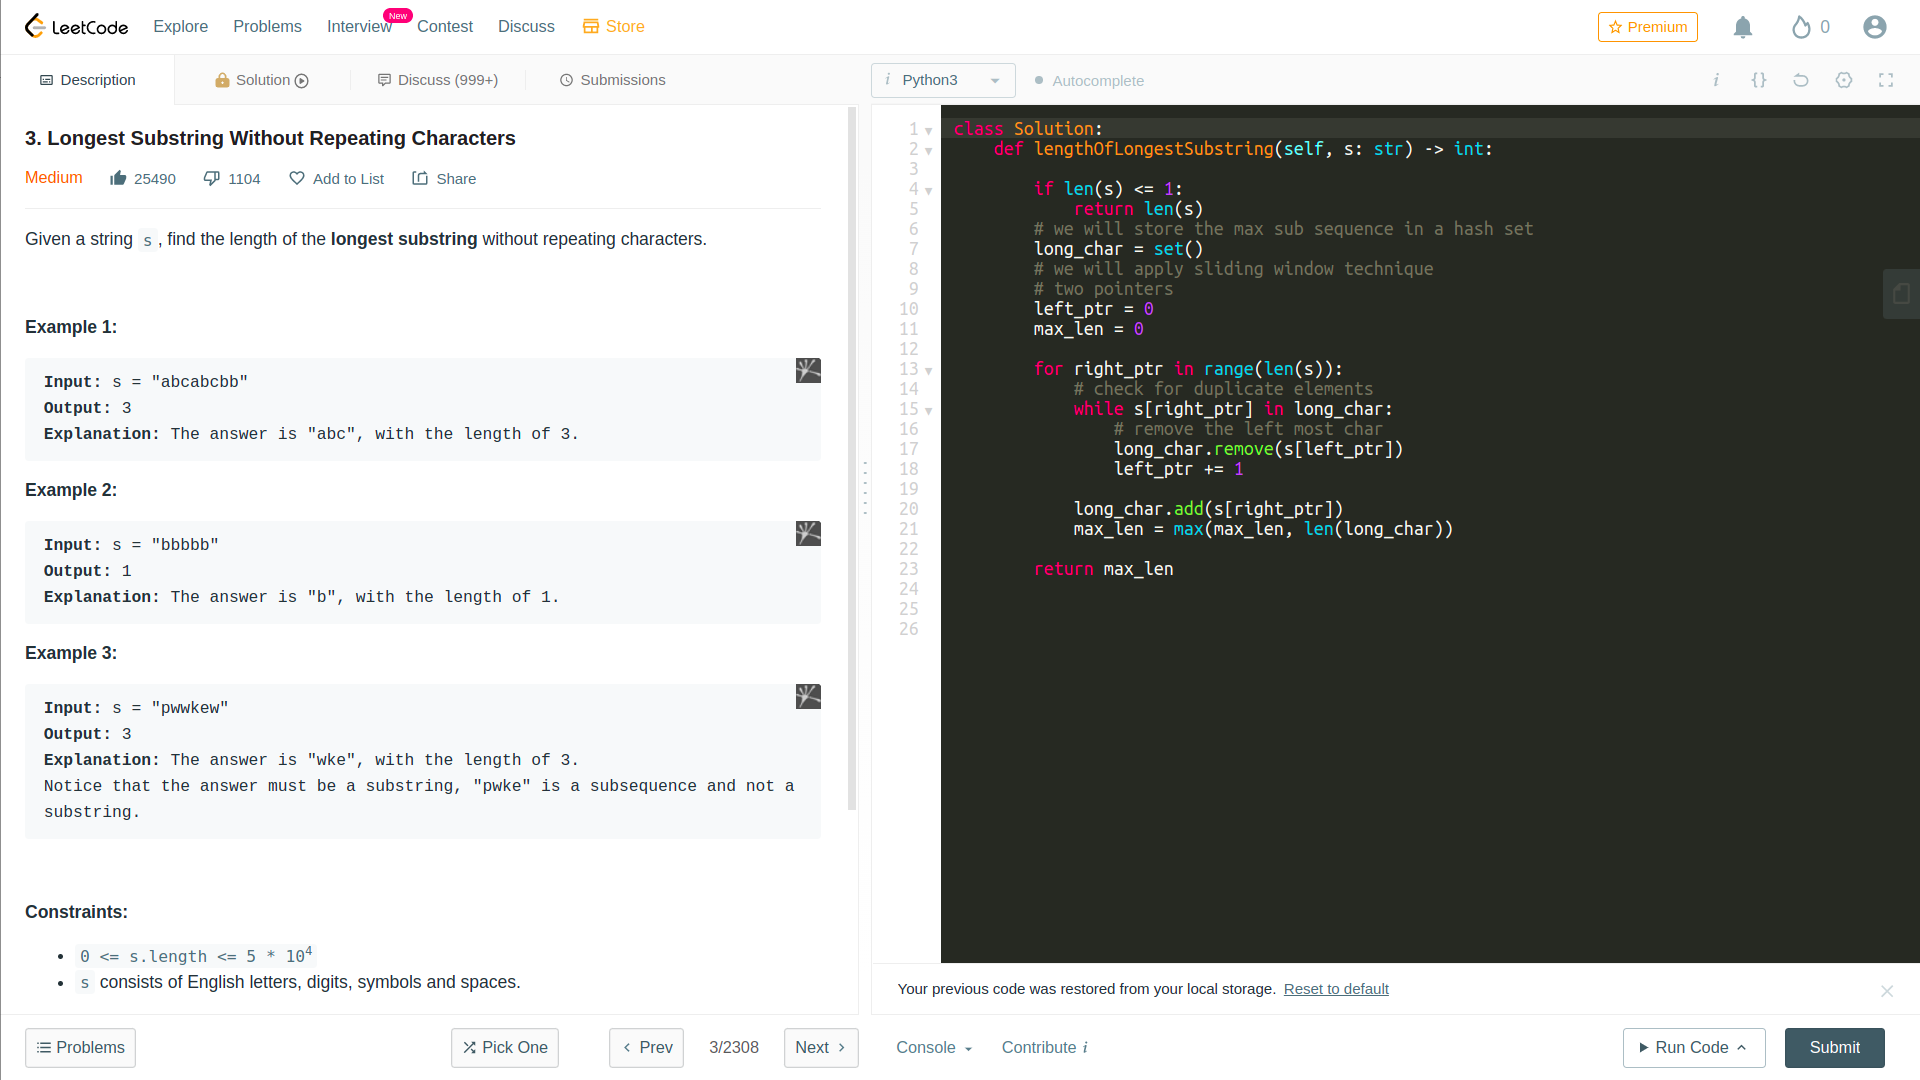 LeetCode Explore Problems Interview New Contest Discuss Store Premium 0
Description Solution Discuss (999+) Submissions
3. Longest Substring Without Repeating Characters
Medium 25490 1104 Add to List Share
Given a string s, find the length of the longest substring without repeating characters.
Example 1:
Input: s = "abcabcbb"
Output: 3
Explanation: The answer is "abc", with the length of 3.
Example 2:
Input: s = "bbbbb"
Output: 1
Explanation: The answer is "b", with the length of 1.
Example 3:
Input: s = "pwwkew"
Output: 3
Explanation: The answer is "wke", with the length of 3.
Notice that the answer must be a substring, "pwke" is a subsequence and not a
substring.
Constraints:
• 0 <= s.length <= 5 * 10⁴
• s consists of English letters, digits, symbols and spaces.
Problems Pick One Prev 3/2308 Next
i Python3 Autocomplete i {}
1 class Solution:
2     def lengthOfLongestSubstring(self, s: str) -> int:
3
4         if len(s) <= 1:
5             return len(s)
6         # we will store the max sub sequence in a hash set
7         long_char = set()
8         # we will apply sliding window technique
9         # two pointers
10         left_ptr = 0
11         max_len = 0
12
13         for right_ptr in range(len(s)):
14             # check for duplicate elements
15             while s[right_ptr] in long_char:
16                 # remove the left most char
17                 long_char.remove(s[left_ptr])
18                 left_ptr += 1
19
20             long_char.add(s[right_ptr])
21             max_len = max(max_len, len(long_char))
22
23         return max_len
24
25
26
Your previous code was restored from your local storage. Reset to default
Console Contribute i Run Code Submit